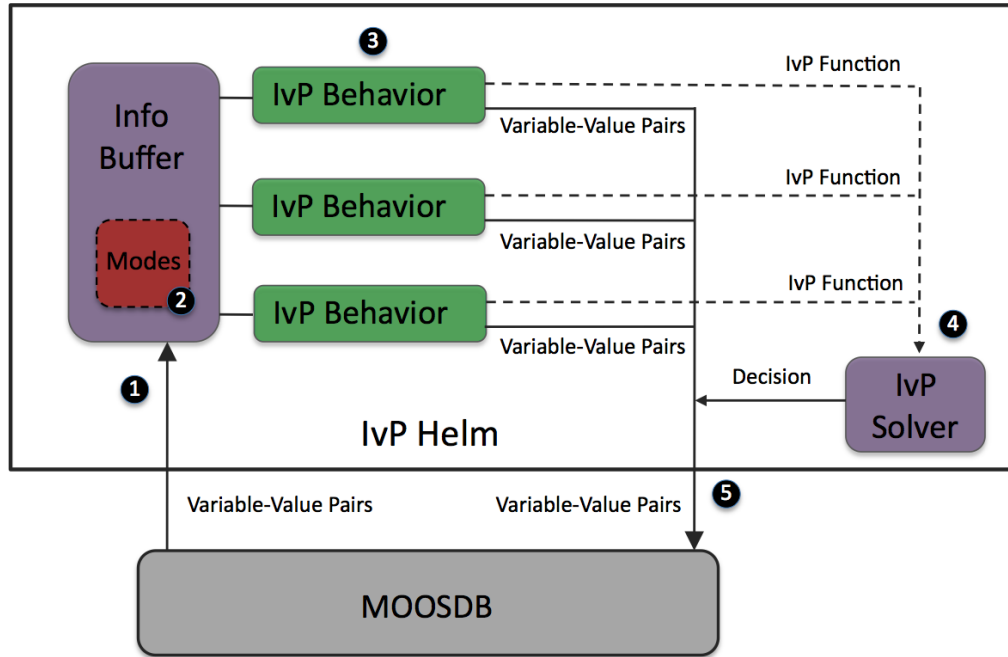 3
IvP Behavior
IvP Function
Info
Buffer
Variable-Value Pairs
IvP Behavior
IvP Function
Variable-Value Pairs
Modes
2
IvP Behavior
IvP Function
Variable-Value Pairs
4
1
Decision
IvP
Solver
IvP Helm
Variable-Value Pairs
Variable-Value Pairs
5
MOOSDB